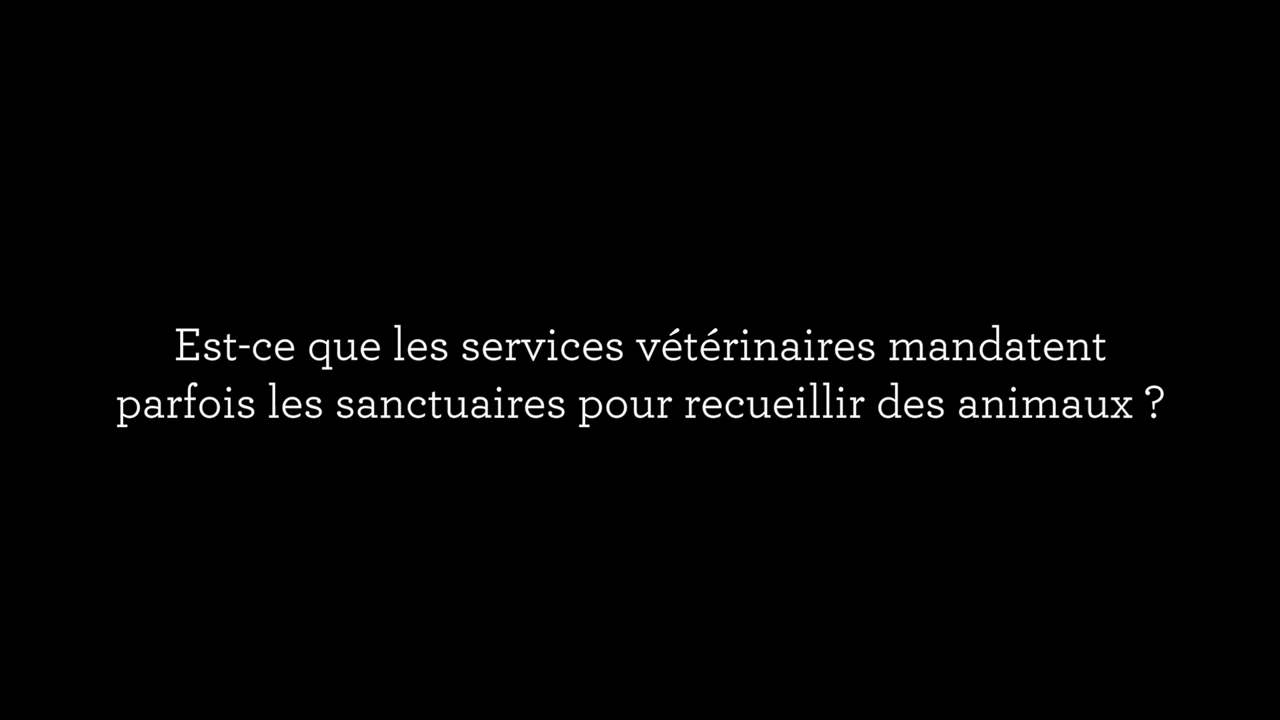 Est-ce que les services vétérinaires mandatent
parfois les sanctuaires pour recueillir des animaux ?